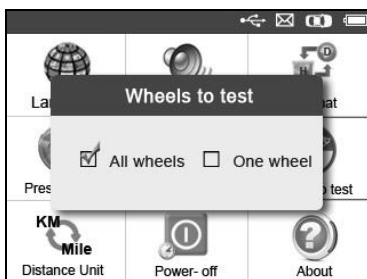 Wheels to test
All wheels One wheel
KM
Mile
Distance Unit Power- off About